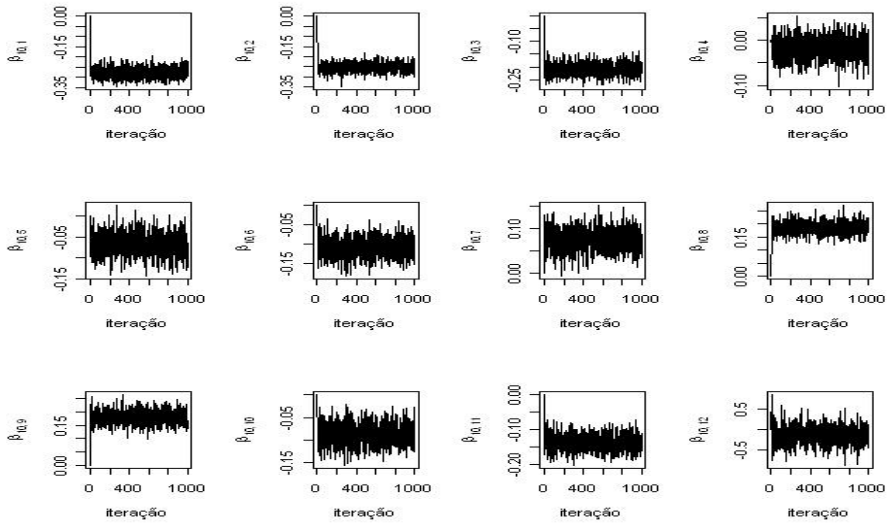 β10,1
0.00
-0.15
-0.35
0 400 1000
iteração
β10,2
0.00
-0.15
-0.35
0 400 1000
iteração
β10,3
-0.10
-0.25
0 400 1000
iteração
β10,4
0.00
-0.10
0 400 1000
iteração
β10,5
-0.05
-0.15
0 400 1000
iteração
β10,6
-0.05
-0.15
0 400 1000
iteração
β10,7
0.10
0.00
0 400 1000
iteração
β10,8
0.15
0.00
0 400 1000
iteração
β10,9
0.15
0.00
0 400 1000
iteração
β10,10
-0.05
-0.15
0 400 1000
iteração
β10,11
0.00
-0.10
-0.20
0 400 1000
iteração
β10,12
0.5
-0.5
0 400 1000
iteração